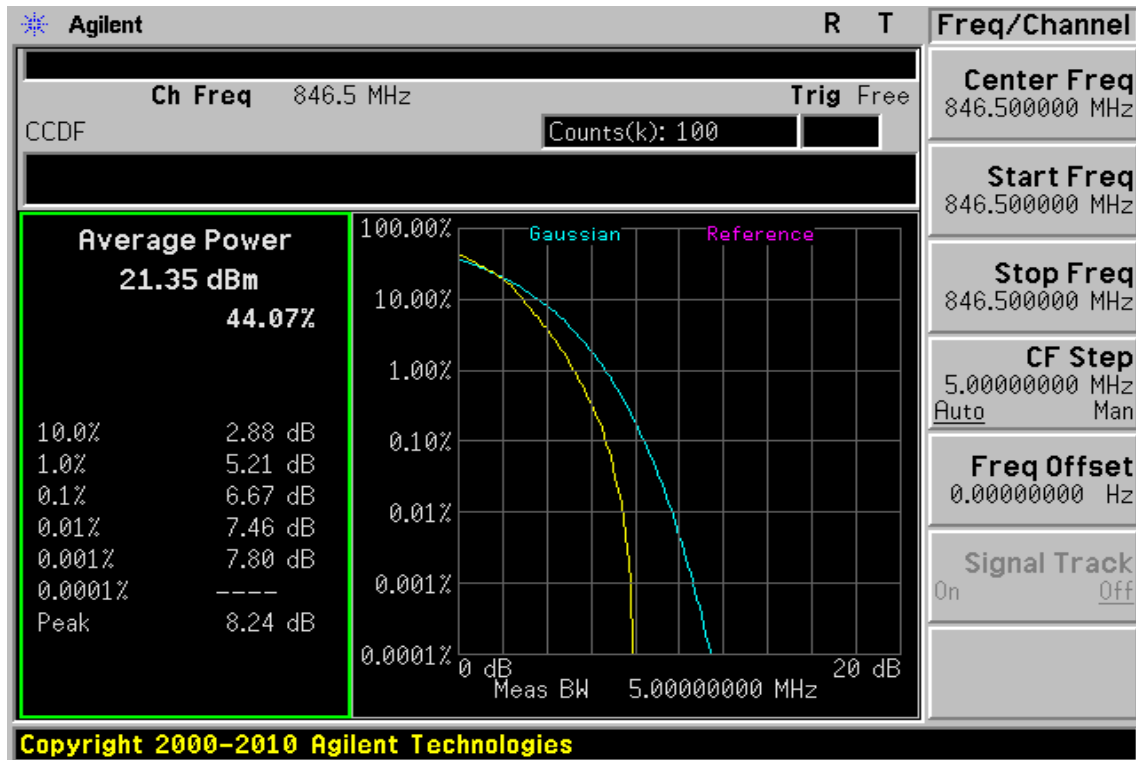 Agilent R T
Ch Freq 846.5 MHz Trig Free
CCDF Counts(k): 100
Average Power
21.35 dBm
44.07%
10.0% 2.88 dB
1.0% 5.21 dB
0.1% 6.67 dB
0.01% 7.46 dB
0.001% 7.80 dB
0.0001% ----
Peak 8.24 dB
100.00%
10.00%
1.00%
0.10%
0.01%
0.001%
0.0001%
Gaussian Reference
0 dB 20 dB
Meas BW 5.00000000 MHz
Freq/Channel
Center Freq
846.500000 MHz
Start Freq
846.500000 MHz
Stop Freq
846.500000 MHz
CF Step
5.00000000 MHz
Auto Man
Freq Offset
0.00000000 Hz
Signal Track
On Off
Copyright 2000-2010 Agilent Technologies